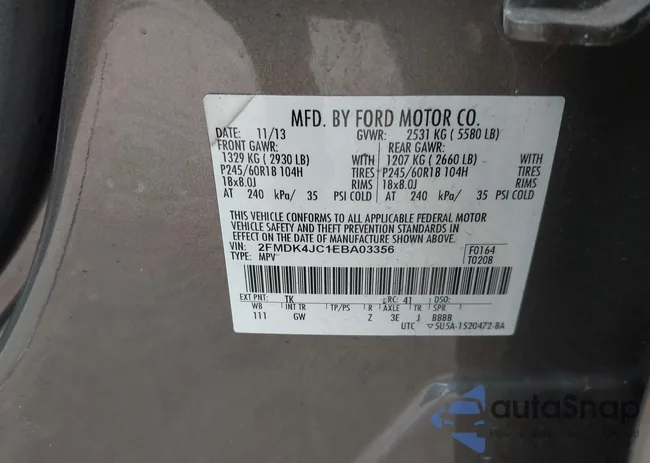 MFD. BY FORD MOTOR CO.
DATE: 11/13 GVWR: 2531 KG ( 5580 LB)
FRONT GAWR: REAR GAWR:
1329 KG ( 2930 LB) WITH 1207 KG ( 2660 LB) WITH
P245/60R18 104H TIRES P245/60R18 104H TIRES
18x8.0J RIMS 18x8.0J RIMS
AT 240 kPa/ 35 PSI COLD AT 240 kPa/ 35 PSI COLD
THIS VEHICLE CONFORMS TO ALL APPLICABLE FEDERAL MOTOR
VEHICLE SAFETY AND THEFT PREVENTION STANDARDS IN
EFFECT ON THE DATE OF MANUFACTURE SHOWN ABOVE.
VIN: 2FMDK4JC1EBA03356 F0164
TYPE: MPV T0208
EXT PNT: TK RC: 41 DSO:
WB INT TR TP/PS R AXLE TR SPR
111 GW Z 3E J BBBB
UTC 5U5A-1520472-BA
autoSnap